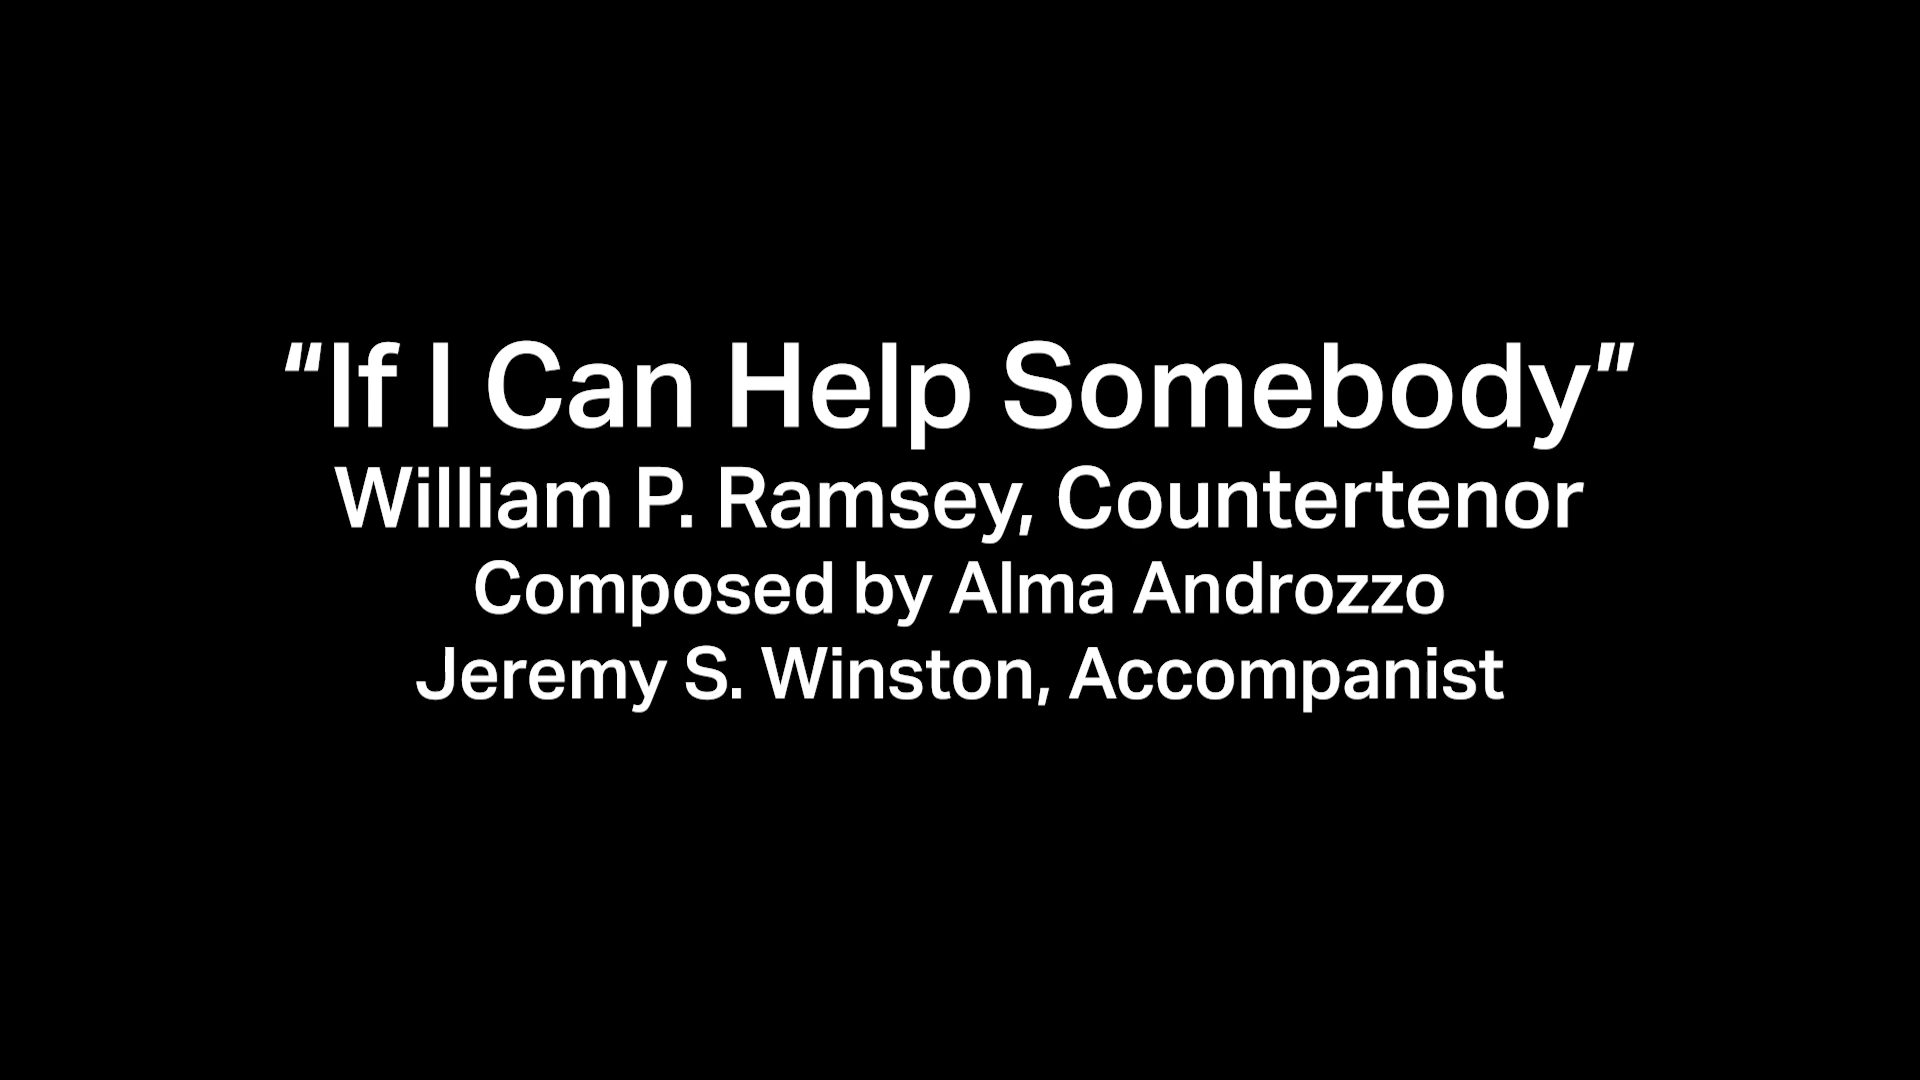 “If I Can Help Somebody”
William P. Ramsey, Countertenor
Composed by Alma Androzzo
Jeremy S. Winston, Accompanist